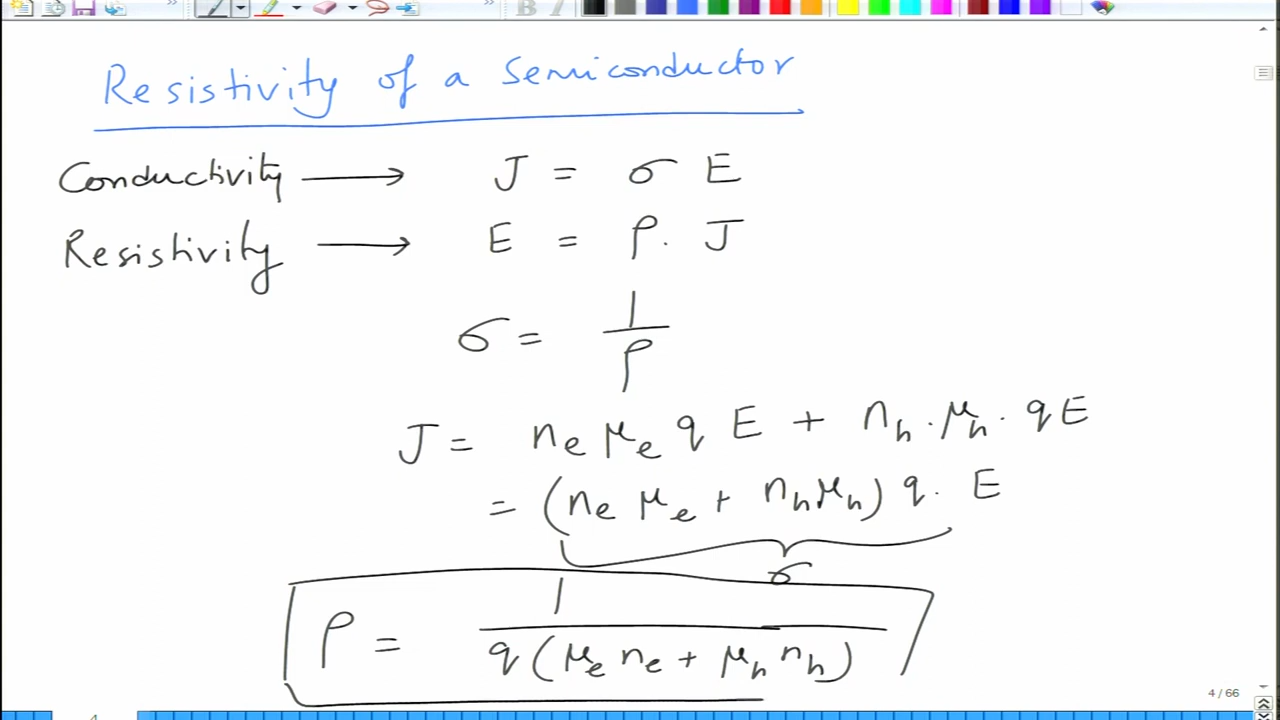 Resistivity of a Semiconductor
Conductivity ⟶ J = σ E
Resistivity ⟶ E = ρ. J
σ = 1/ρ
J = nₑ μₑ q E + nₕ . μₕ . q E
= (nₑ μₑ + nₕ μₕ) q. E
σ
ρ = 1/(q (μₑ nₑ + μₕ nₕ))
4 / 66